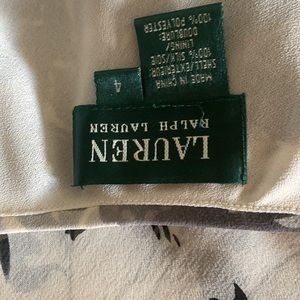 LAUREN
RALPH LAUREN
4
MADE IN CHINA
SHELL/EXTERIEUR:
100% SILK/SOIE
LINING/
DOUBLURE:
100% POLYESTER